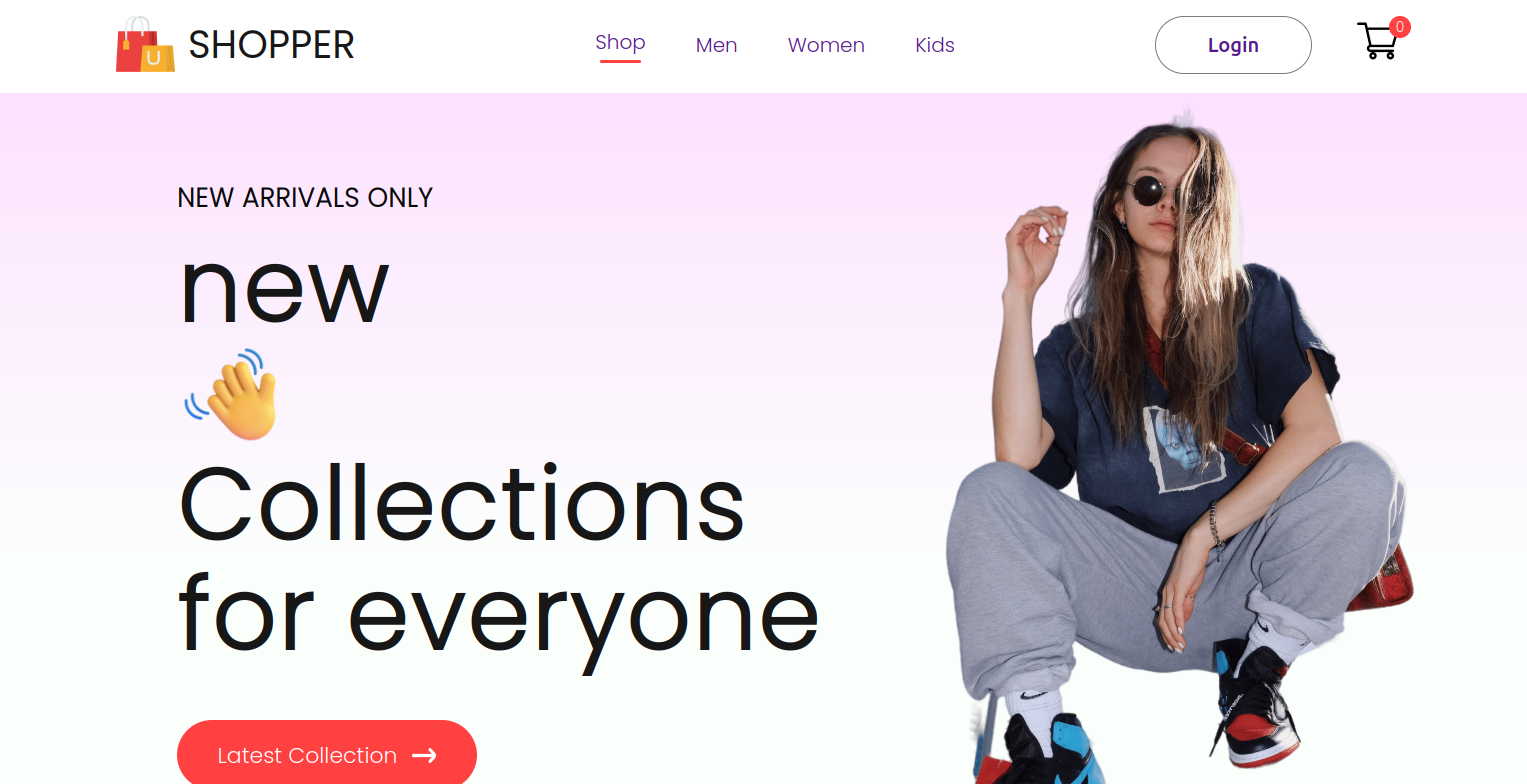 SHOPPER
Shop
Men
Women
Kids
Login
0
NEW ARRIVALS ONLY
new
Collections
for everyone
Latest Collection